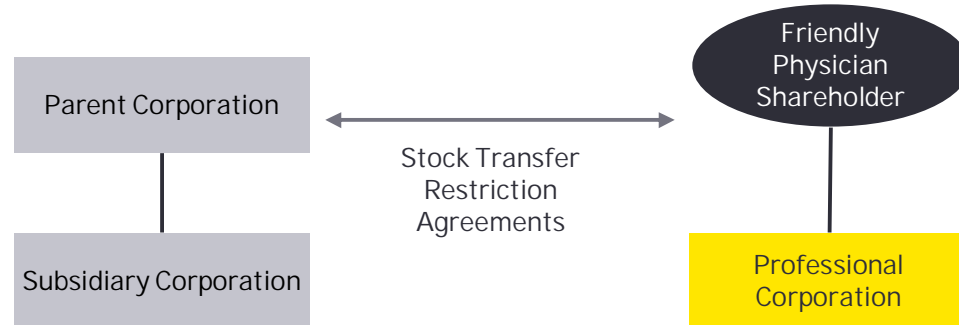 Friendly
Physician
Shareholder
Parent Corporation
Stock Transfer
Restriction
Agreements
Subsidiary Corporation
Professional
Corporation